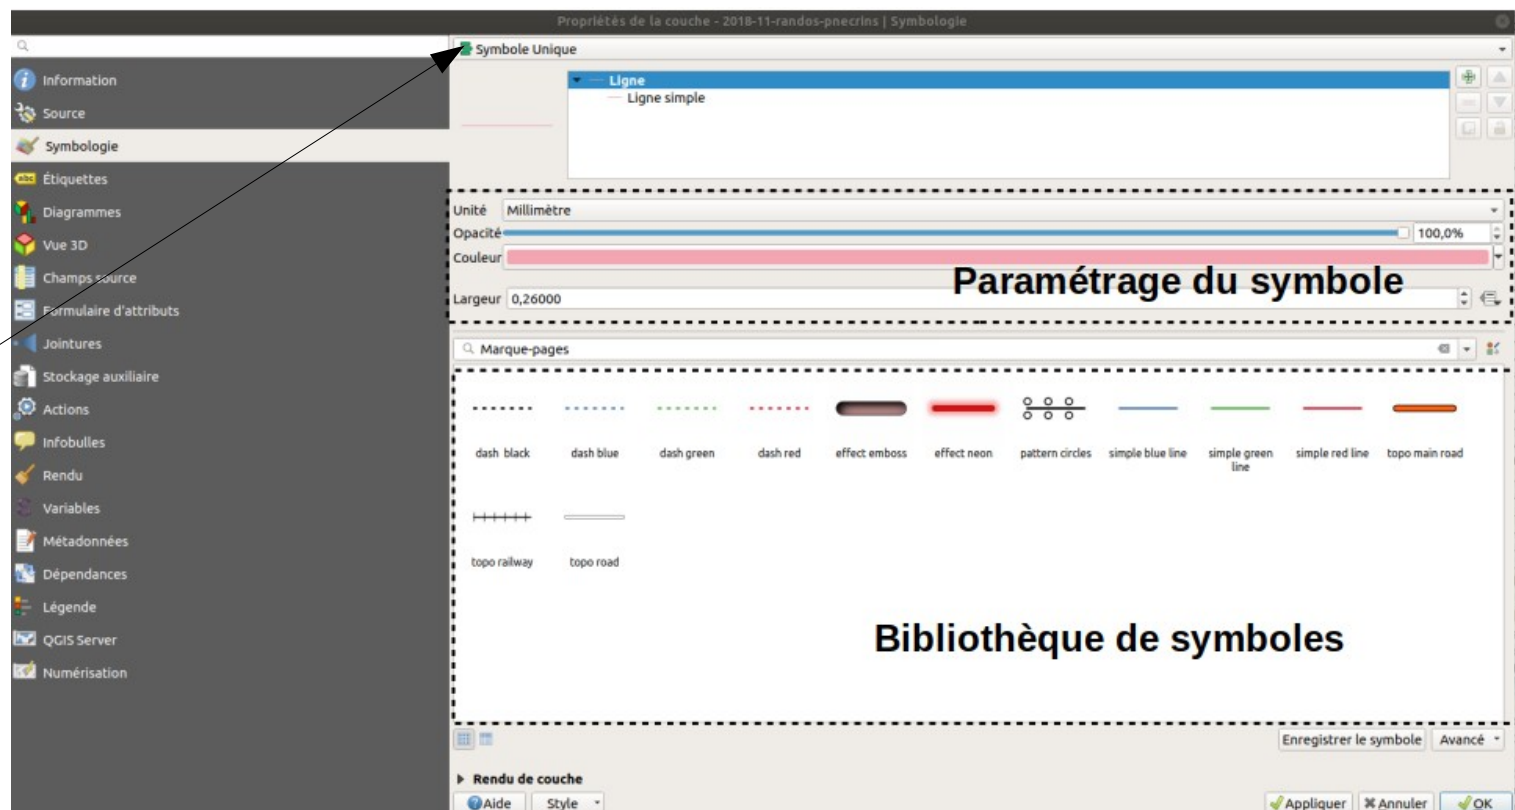 Propriétés de la couche - 2018-11-randos-pnecrins | Symbologie
Symbole Unique
Information
Source
Symbologie
Étiquettes
Diagrammes
Vue 3D
Champs source
Formulaire d'attributs
Jointures
Stockage auxiliaire
Actions
Infobulles
Rendu
Variables
Métadonnées
Dépendances
Légende
QGIS Server
Numérisation
Ligne
Ligne simple
Unité Millimètre
Opacité 100,0%
Couleur
Paramétrage du symbole
Largeur 0,26000
Marque-pages
dash black dash blue dash green dash red effect emboss effect neon pattern circles simple blue line simple green line simple red line topo main road
topo railway topo road
Bibliothèque de symboles
Enregistrer le symbole Avancé
Rendu de couche
Aide Style Appliquer Annuler OK